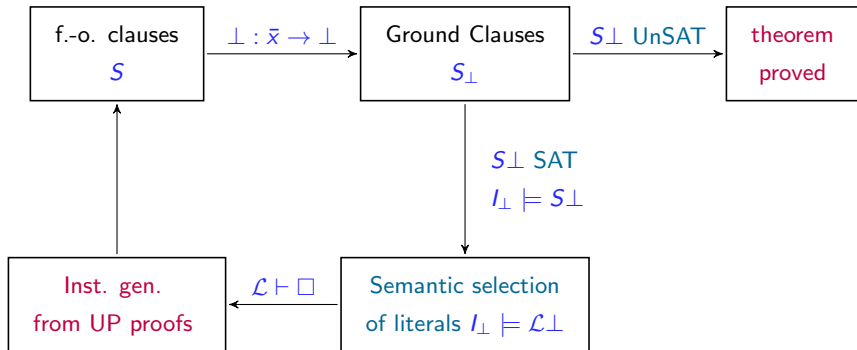 f.-o. clauses
S
⊥ : x̄ → ⊥
Ground Clauses
S⊥
S⊥ UnSAT
theorem
proved
S⊥ SAT
I⊥ ⊨ S⊥
Inst. gen.
from UP proofs
ℒ ⊢ □
Semantic selection
of literals I⊥ ⊨ ℒ⊥